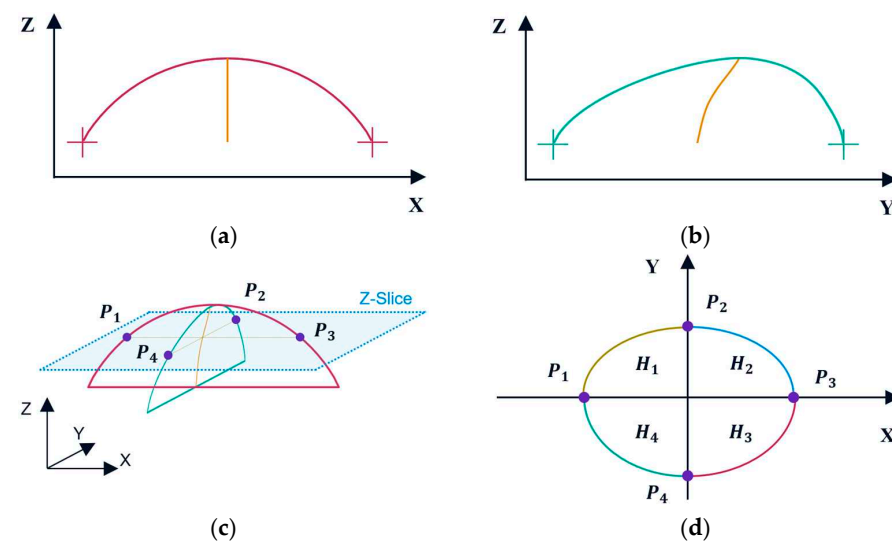 Z
X
(a)
Z
Y
(b)
P1
P2
Z-Slice
P3
P4
Z
Y
X
(c)
Y
P2
H1
H2
P1
P3
X
H4
H3
P4
(d)